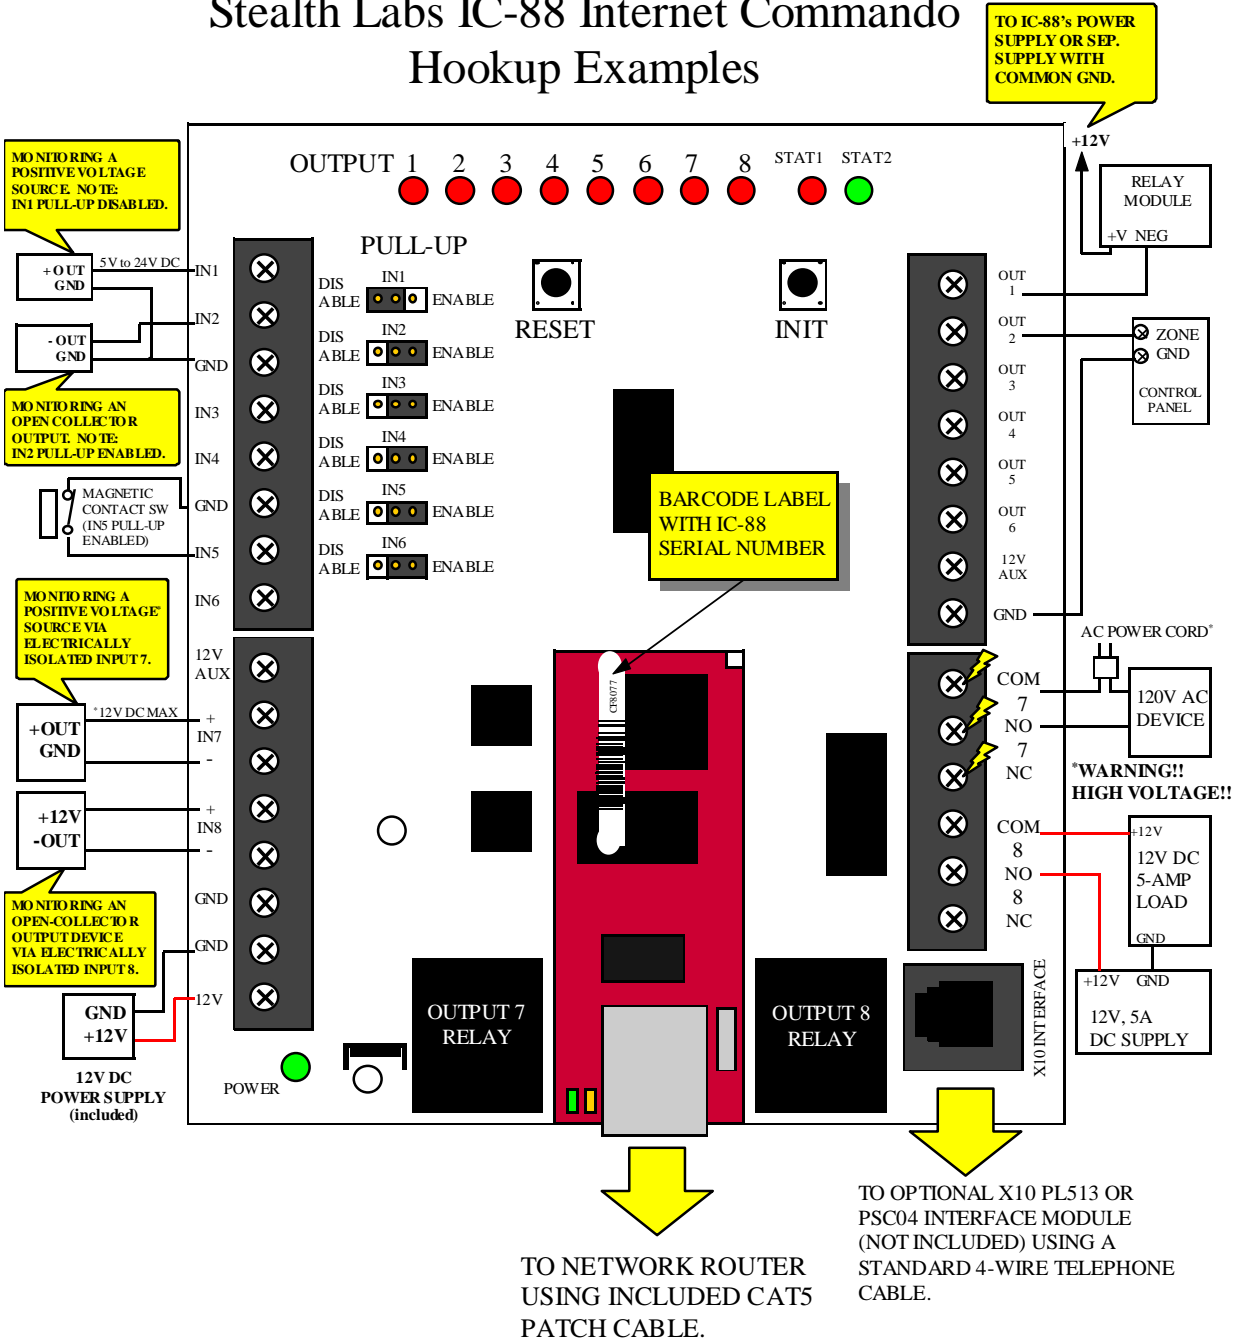 Stealth Labs IC-88 Internet Commando
Hookup Examples
TO IC-88's POWER
SUPPLY OR SEP.
SUPPLY WITH
COMMON GND.
+12V
RELAY
MODULE
+V NEG
MONITORING A
POSITIVE VOLTAGE
SOURCE. NOTE:
IN1 PULL-UP DISABLED.
OUTPUT 1 2 3 4 5 6 7 8 STAT1 STAT2
+OUT
GND
5V to 24V DC
- OUT
GND
MONITORING AN
OPEN COLLECTOR
OUTPUT. NOTE:
IN2 PULL-UP ENABLED.
MAGNETIC
CONTACT SW
(IN5 PULL-UP
ENABLED)
IN1
IN2
GND
IN3
IN4
GND
IN5
IN6
PULL-UP
IN1
DIS
ABLE
ENABLE
IN2
DIS
ABLE
ENABLE
IN3
DIS
ABLE
ENABLE
IN4
DIS
ABLE
ENABLE
IN5
DIS
ABLE
ENABLE
IN6
DIS
ABLE
ENABLE
RESET
INIT
BARCODE LABEL
WITH IC-88
SERIAL NUMBER
OUT
1
OUT
2
OUT
3
OUT
4
OUT
5
OUT
6
12V
AUX
GND
ZONE
GND
CONTROL
PANEL
MONITORING A
POSITIVE VOLTAGE*
SOURCE VIA
ELECTRICALLY
ISOLATED INPUT 7.
+OUT
GND
*12V DC MAX
+12V
-OUT
MONITORING AN
OPEN-COLLECTOR
OUTPUT DEVICE
VIA ELECTRICALLY
ISOLATED INPUT 8.
GND
+12V
12V DC
POWER SUPPLY
(included)
12V
AUX
+
IN7
-
+
IN8
-
GND
GND
12V
POWER
CF8077
OUTPUT 7
RELAY
OUTPUT 8
RELAY
COM
7
NO
7
NC
COM
8
NO
8
NC
X10 INTERFACE
AC POWER CORD*
120V AC
DEVICE
*WARNING!!
HIGH VOLTAGE!!
+12V
12V DC
5-AMP
LOAD
GND
+12V GND
12V, 5A
DC SUPPLY
TO NETWORK ROUTER
USING INCLUDED CAT5
PATCH CABLE.
TO OPTIONAL X10 PL513 OR
PSC04 INTERFACE MODULE
(NOT INCLUDED) USING A
STANDARD 4-WIRE TELEPHONE
CABLE.